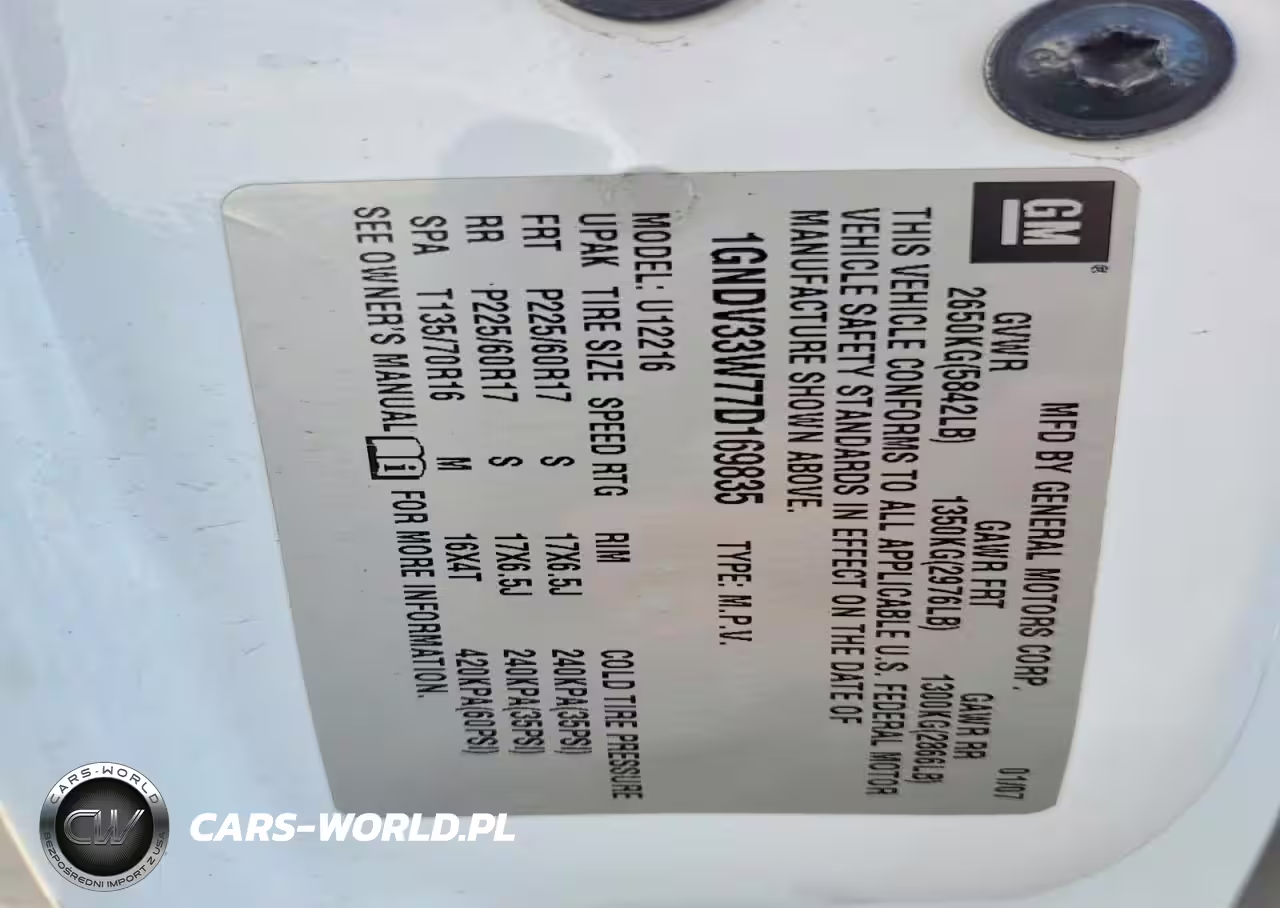 GM
MFD BY GENERAL MOTORS CORP.
01/07
GVWR GAWR FRT GAWR RR
2650KG(5842LB) 1350KG(2976LB) 1300KG(2866LB)
THIS VEHICLE CONFORMS TO ALL APPLICABLE U.S. FEDERAL MOTOR
VEHICLE SAFETY STANDARDS IN EFFECT ON THE DATE OF
MANUFACTURE SHOWN ABOVE.
1GNDV33W77D169835 TYPE: M.P.V.
MODEL: U12216
UPAK TIRE SIZE SPEED RTG RIM COLD TIRE PRESSURE
FRT P225/60R17 S 17X6.5J 240KPA(35PSI)
RR P225/60R17 S 17X6.5J 240KPA(35PSI)
SPA T135/70R16 M 16X4T 420KPA(60PSI)
SEE OWNER'S MANUAL i FOR MORE INFORMATION.
CARS-WORLD
CW
BEZPOŚREDNI IMPORT Z USA
CARS-WORLD.PL